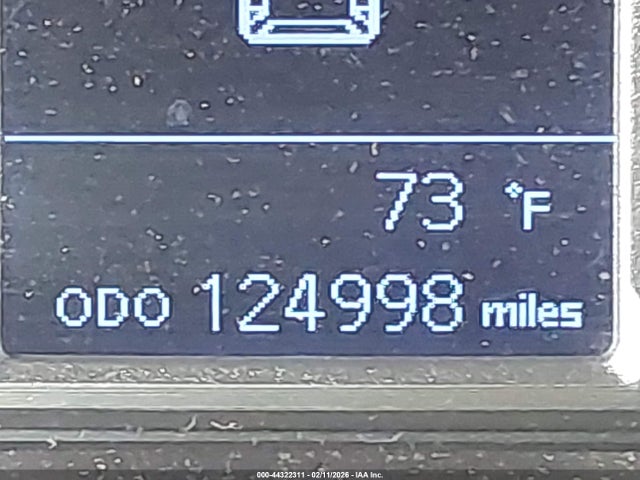 73 °F
ODO 124998 miles
000-44322311 - 02/11/2026 - IAA Inc.